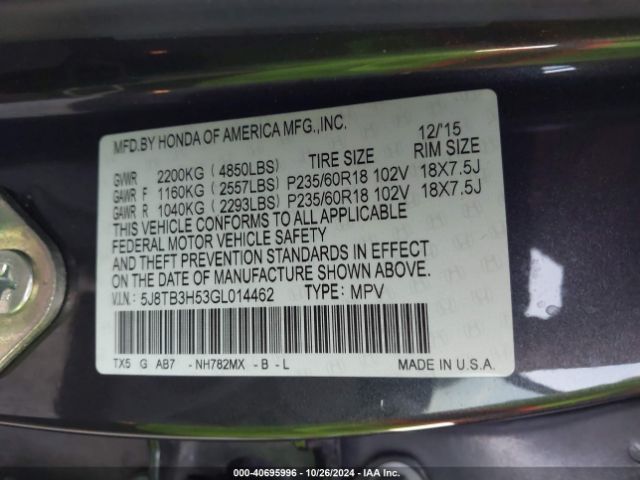 MFD.BY HONDA OF AMERICA MFG.,INC. 12/'15
GVWR 2200KG ( 4850LBS) TIRE SIZE RIM SIZE
GAWR F 1160KG ( 2557LBS) P235/60R18 102V 18X7.5J
GAWR R 1040KG ( 2293LBS) P235/60R18 102V 18X7.5J
THIS VEHICLE CONFORMS TO ALL APPLICABLE
FEDERAL MOTOR VEHICLE SAFETY
AND THEFT PREVENTION STANDARDS IN EFFECT
ON THE DATE OF MANUFACTURE SHOWN ABOVE.
V.I.N.: 5J8TB3H53GL014462 TYPE: MPV
TX5 G AB7 - NH782MX - B - L MADE IN U.S.A.
000-40695996 | 10/26/2024 | IAA Inc.